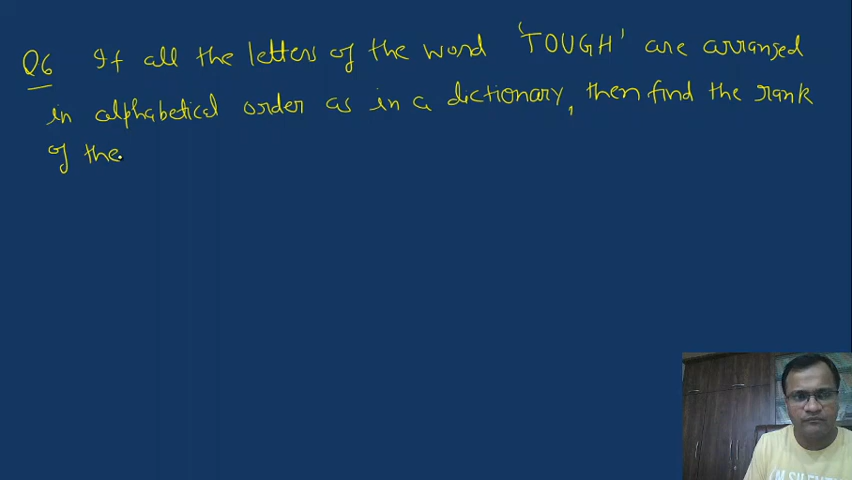 Q6 If all the letters of the word 'TOUGH' are arranged
in alphabetical order as in a dictionary, then find the rank
of the
I'M SILENTL